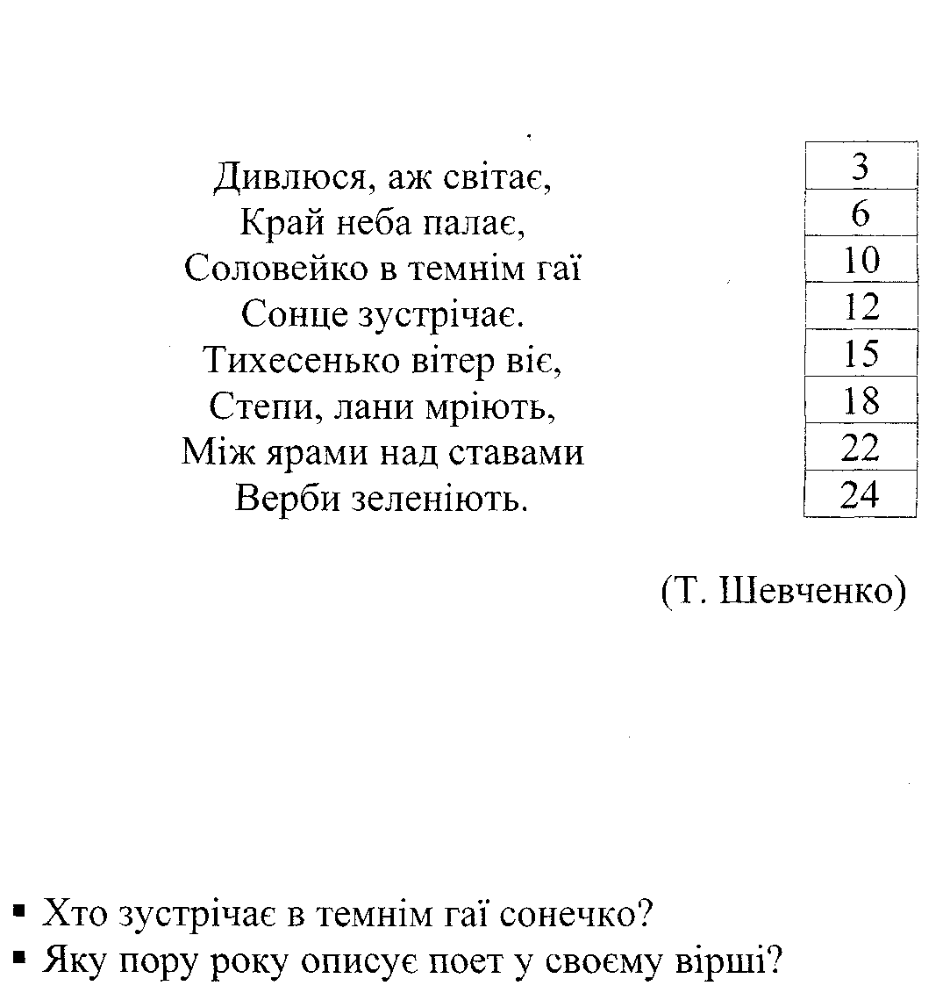 Дивлюся, аж світає,
3
Край неба палає,
6
Соловейко в темнім гаї
10
Сонце зустрічає.
12
Тихесенько вітер віє,
15
Степи, лани мріють,
18
Між ярами над ставами
22
Верби зеленіють.
24
(Т. Шевченко)
▪ Хто зустрічає в темнім гаї сонечко?
▪ Яку пору року описує поет у своєму вірші?